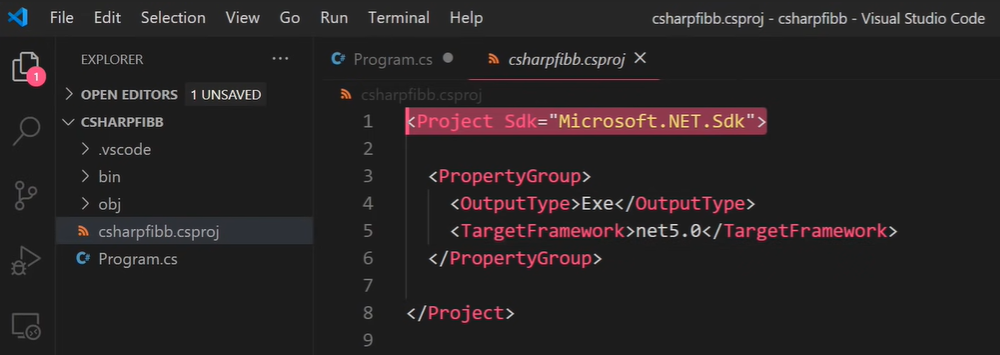 File Edit Selection View Go Run Terminal Help csharpfibb.csproj - csharpfibb - Visual Studio Code
EXPLORER ···
Program.cs
csharpfibb.csproj
1
OPEN EDITORS 1 UNSAVED
CSHARPFIBB
.vscode
bin
obj
csharpfibb.csproj
Program.cs
csharpfibb.csproj
1 <Project Sdk="Microsoft.NET.Sdk">
2
3 <PropertyGroup>
4 <OutputType>Exe</OutputType>
5 <TargetFramework>net5.0</TargetFramework>
6 </PropertyGroup>
7
8 </Project>
9